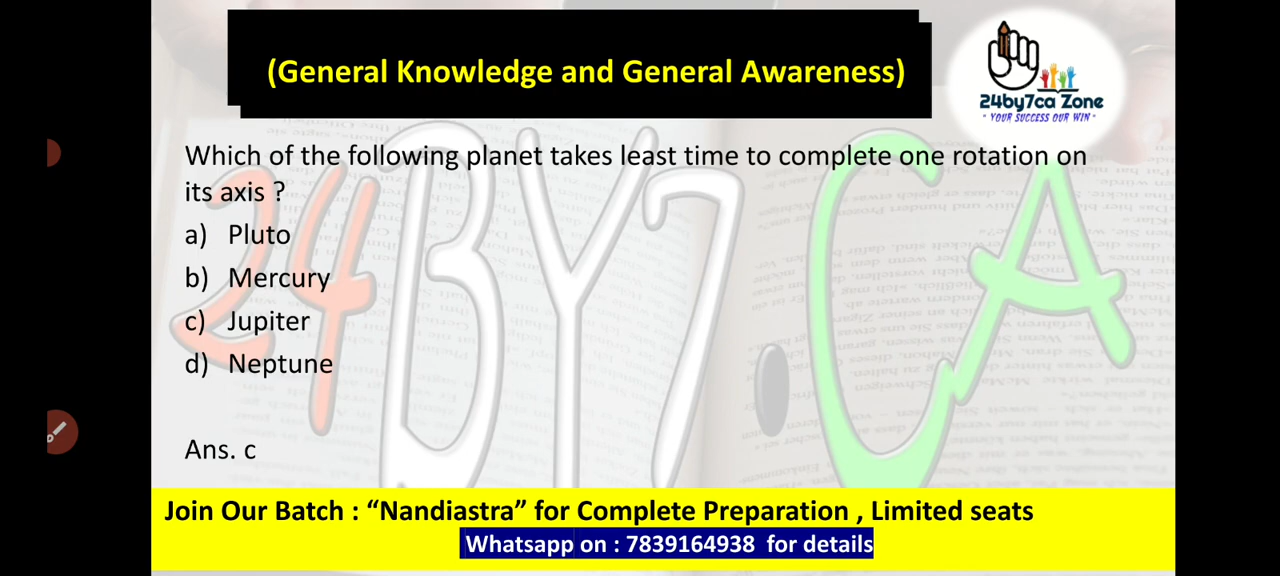 (General Knowledge and General Awareness)
24by7ca Zone
"YOUR SUCCESS OUR WIN"
Which of the following planet takes least time to complete one rotation on
its axis ?
a) Pluto
b) Mercury
c) Jupiter
d) Neptune
Ans. c
24BY7.CA
Join Our Batch : “Nandiastra” for Complete Preparation , Limited seats
Whatsapp on : 7839164938 for details